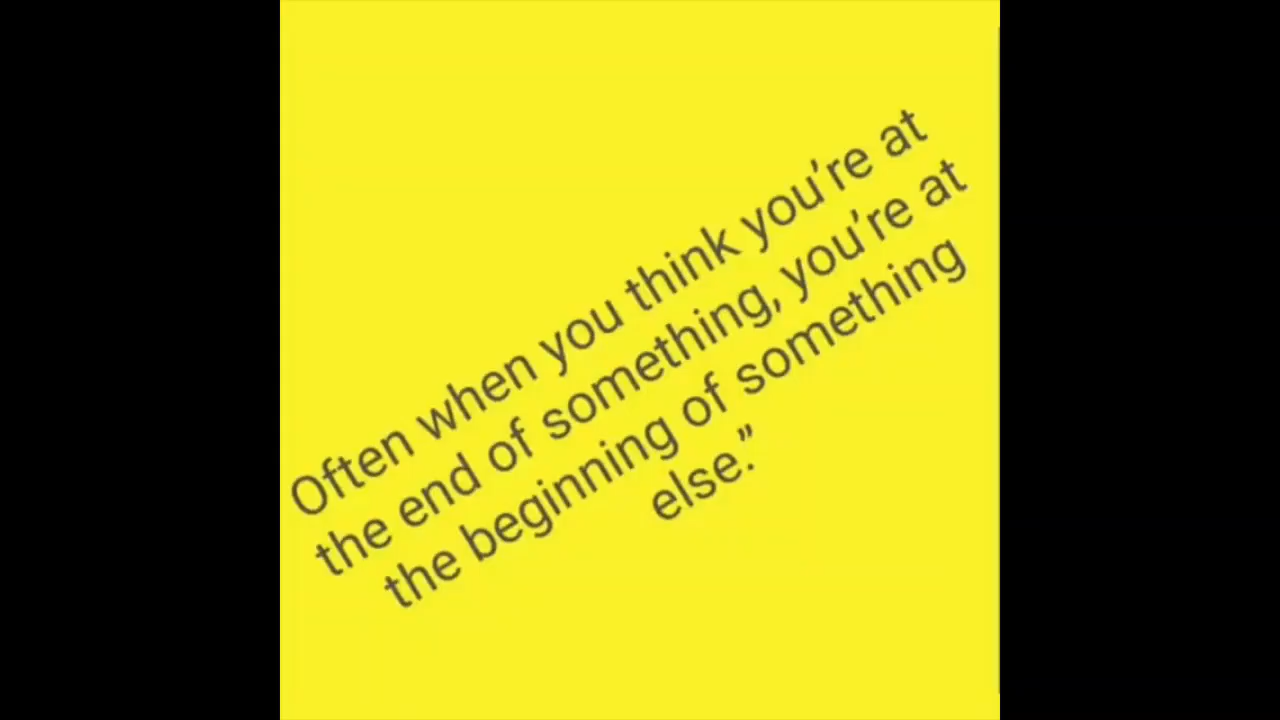 Often when you think you're at
the end of something, you're at
the beginning of something
else.”